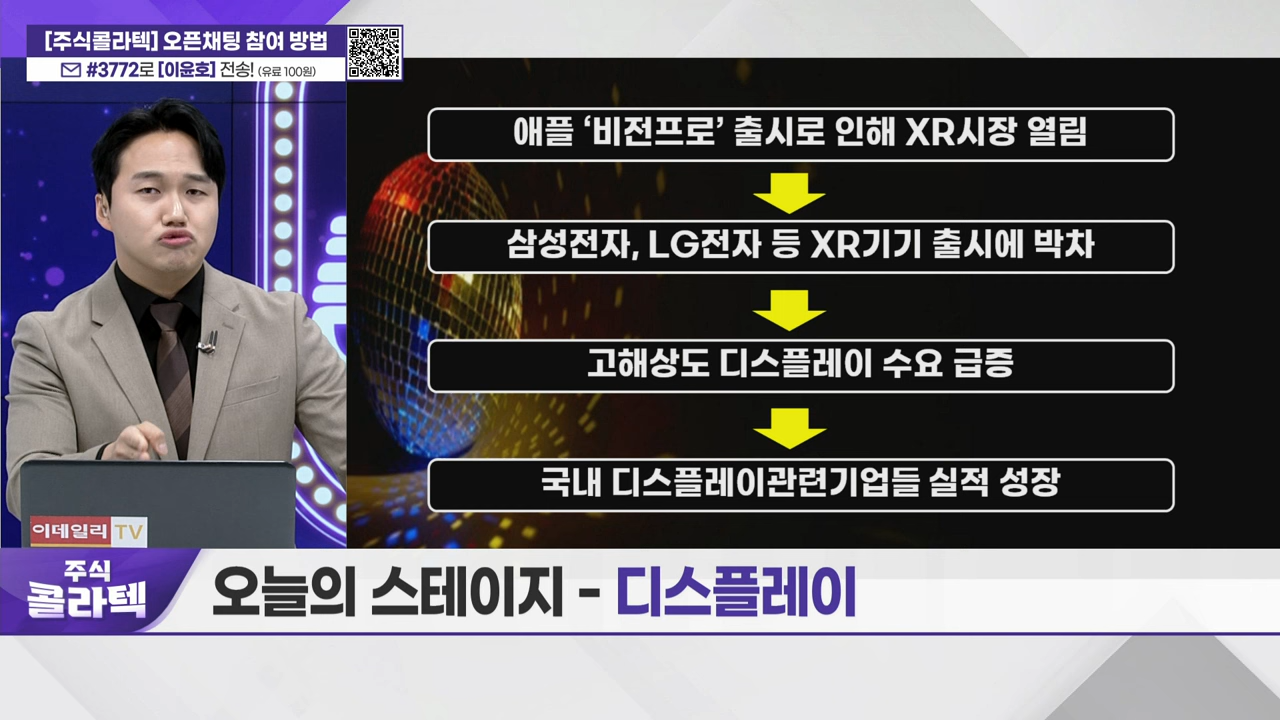 [주식콜라텍] 오픈채팅 참여 방법
#3772로 [이윤호] 전송! (유료 100원)
애플 ‘비전프로’ 출시로 인해 XR시장 열림
삼성전자, LG전자 등 XR기기 출시에 박차
고해상도 디스플레이 수요 급증
국내 디스플레이관련기업들 실적 성장
이데일리 TV
주식
콜라텍
오늘의 스테이지 - 디스플레이